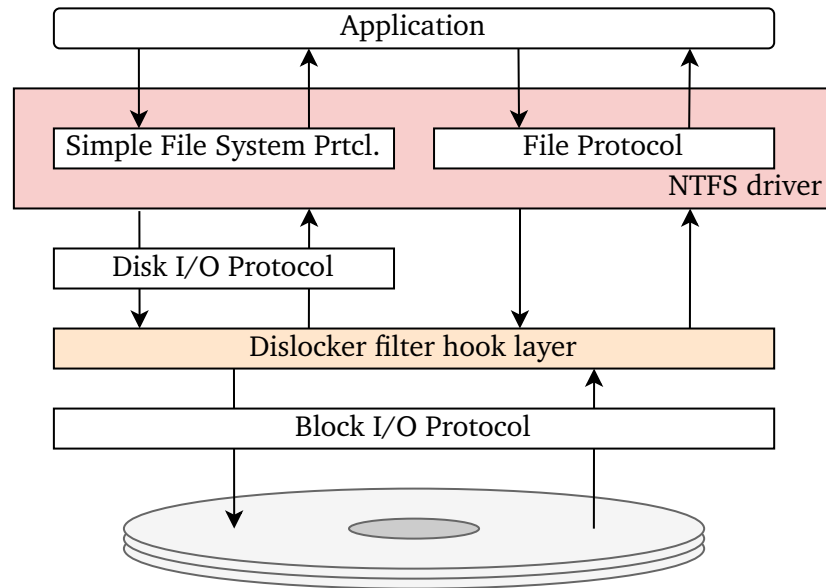 Application
Simple File System Prtcl.
File Protocol
NTFS driver
Disk I/O Protocol
Dislocker filter hook layer
Block I/O Protocol